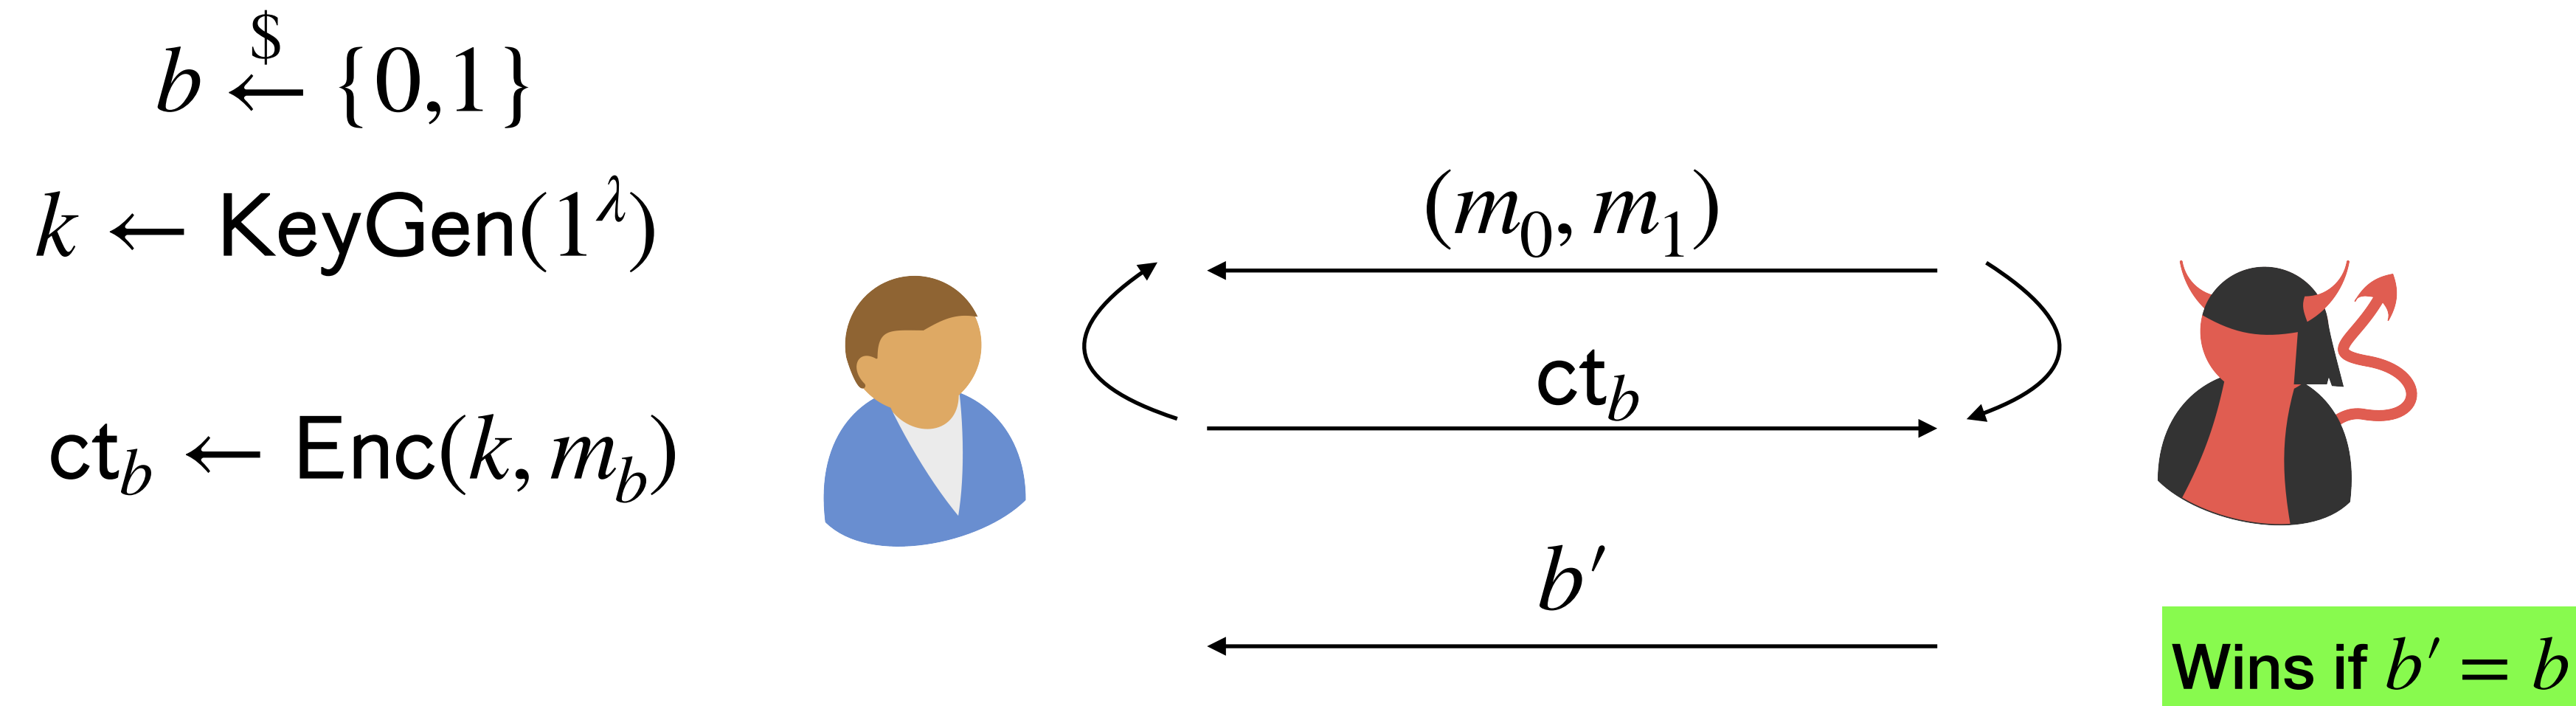 b $← {0,1}
k ← KeyGen(1^λ)
ct_b ← Enc(k, m_b)
(m_0, m_1)
ct_b
b′
Wins if b′ = b